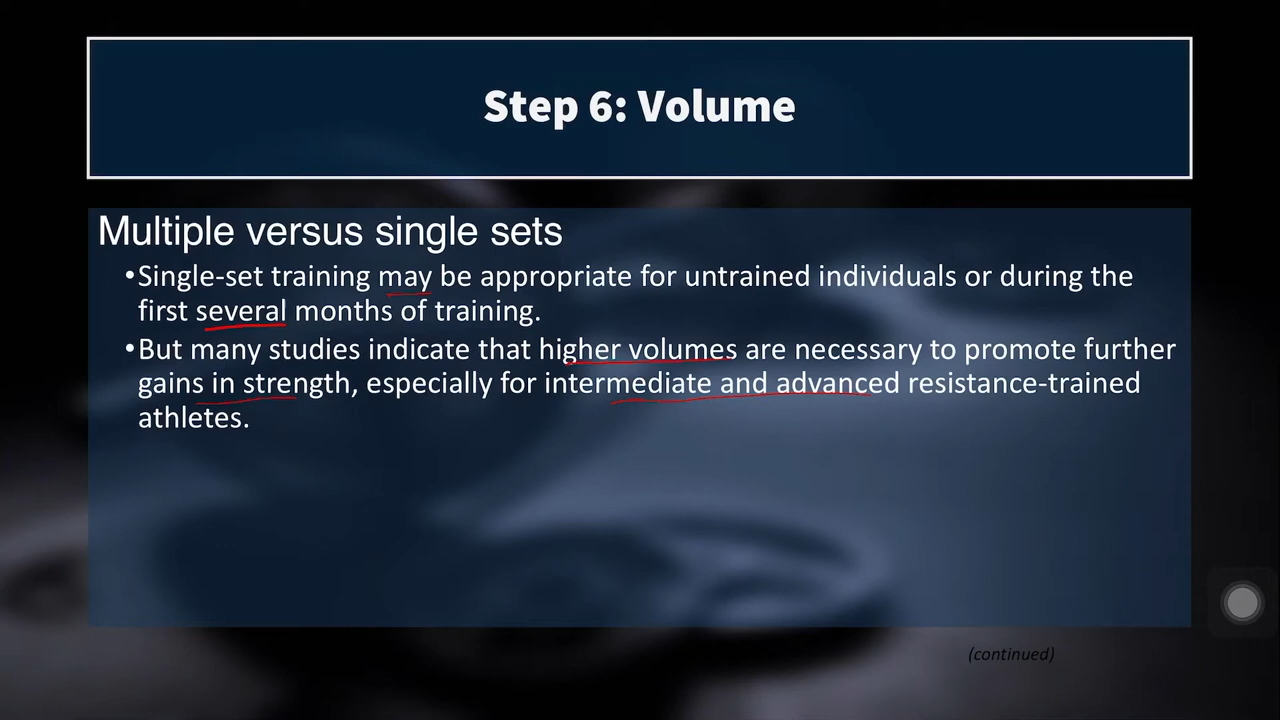 Step 6: Volume
Multiple versus single sets
•Single-set training may be appropriate for untrained individuals or during the
first several months of training.
•But many studies indicate that higher volumes are necessary to promote further
gains in strength, especially for intermediate and advanced resistance-trained
athletes.
(continued)